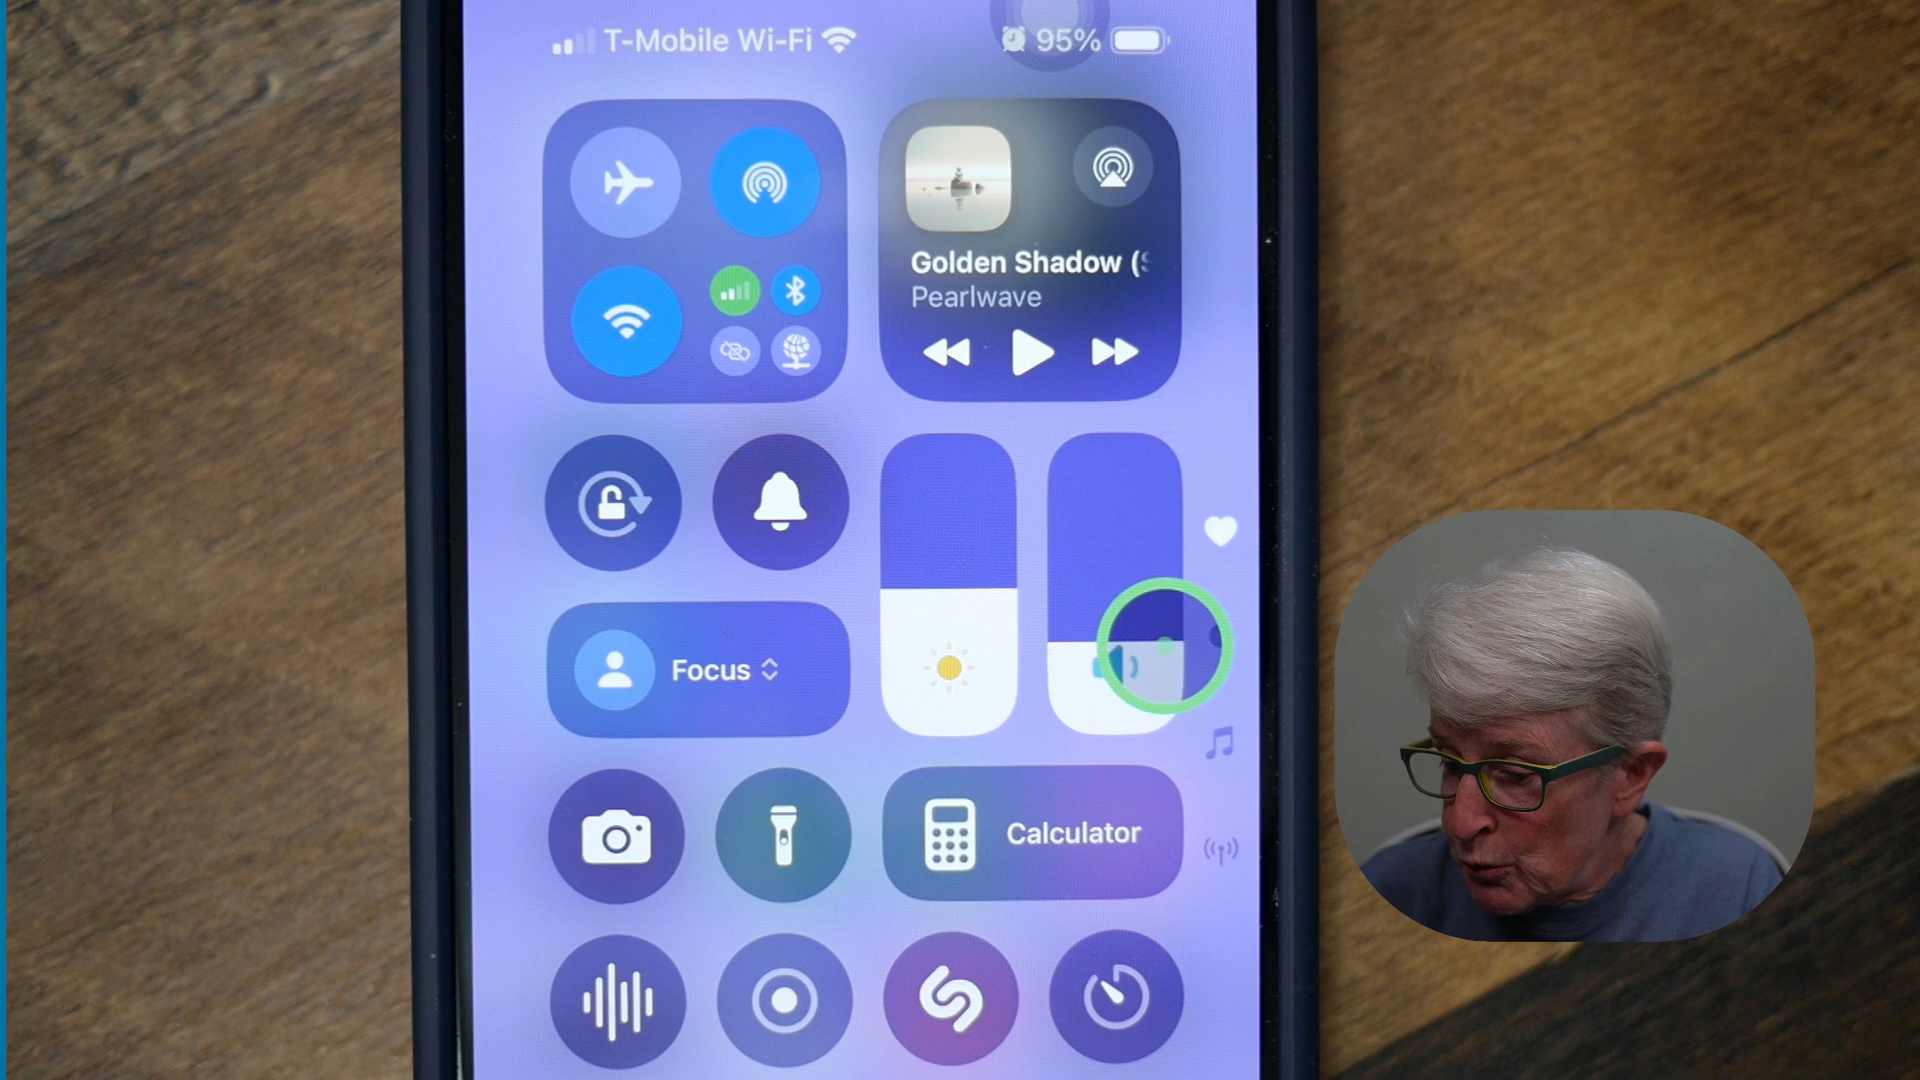 T-Mobile Wi-Fi 95%
Golden Shadow (
Pearlwave
Focus
Calculator